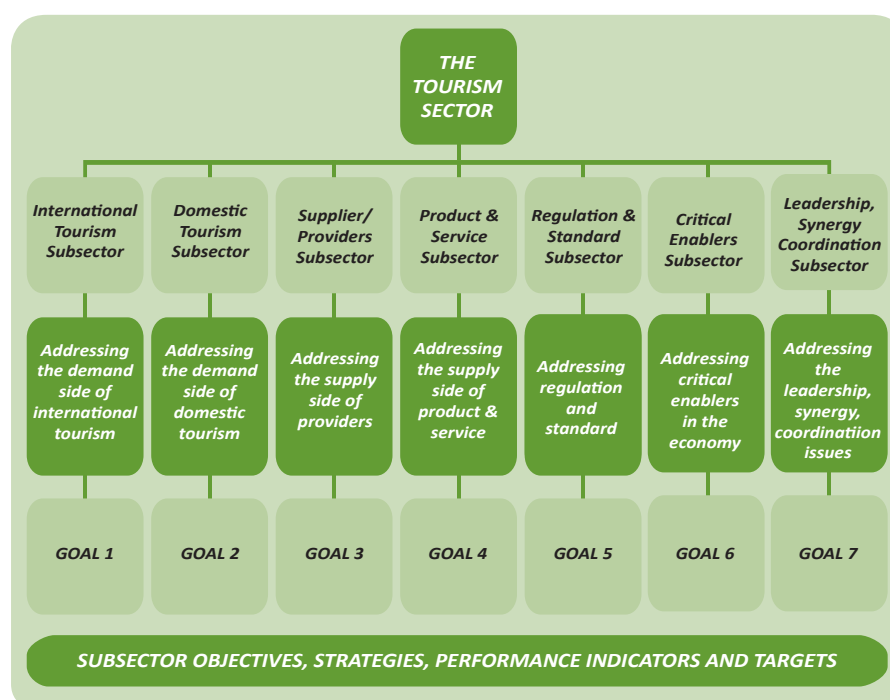 THE
TOURISM
SECTOR
International
Tourism
Subsector
Domestic
Tourism
Subsector
Supplier/
Providers
Subsector
Product &
Service
Subsector
Regulation &
Standard
Subsector
Critical
Enablers
Subsector
Leadership,
Synergy
Coordination
Subsector
Addressing
the demand
side of
international
tourism
Addressing
the demand
side of
domestic
tourism
Addressing
the supply
side of
providers
Addressing
the supply
side of
product &
service
Addressing
regulation
and
standard
Addressing
critical
enablers
in the
economy
Addressing
the
leadership,
synergy,
coordinatiion
issues
GOAL 1
GOAL 2
GOAL 3
GOAL 4
GOAL 5
GOAL 6
GOAL 7
SUBSECTOR OBJECTIVES, STRATEGIES, PERFORMANCE INDICATORS AND TARGETS